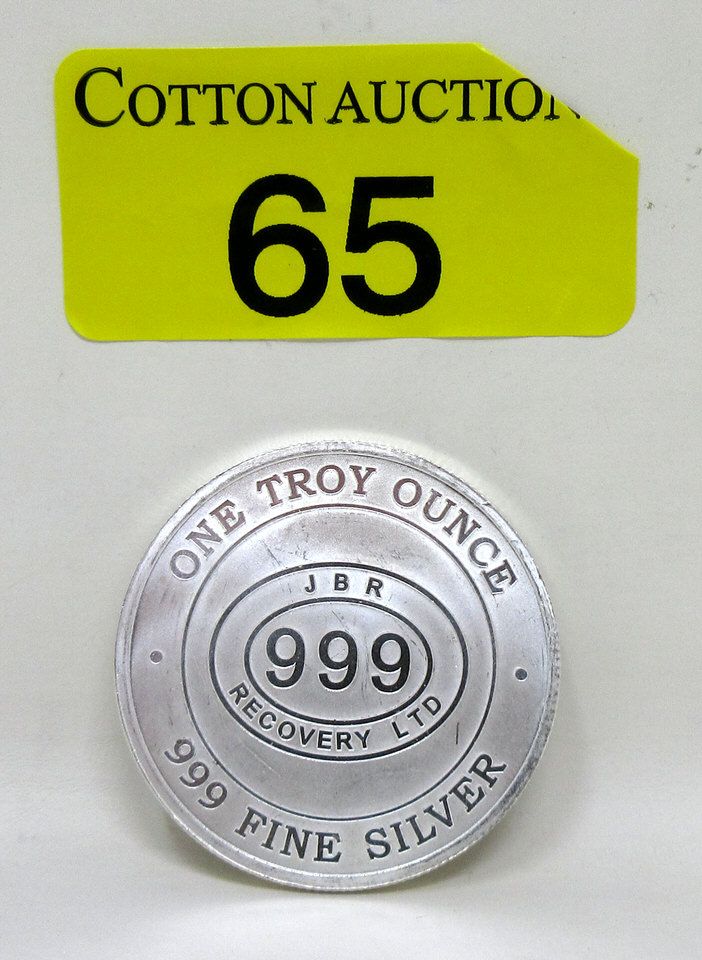 COTTON AUCTION
65
ONE TROY OUNCE
JBR
999
RECOVERY LTD
999 FINE SILVER